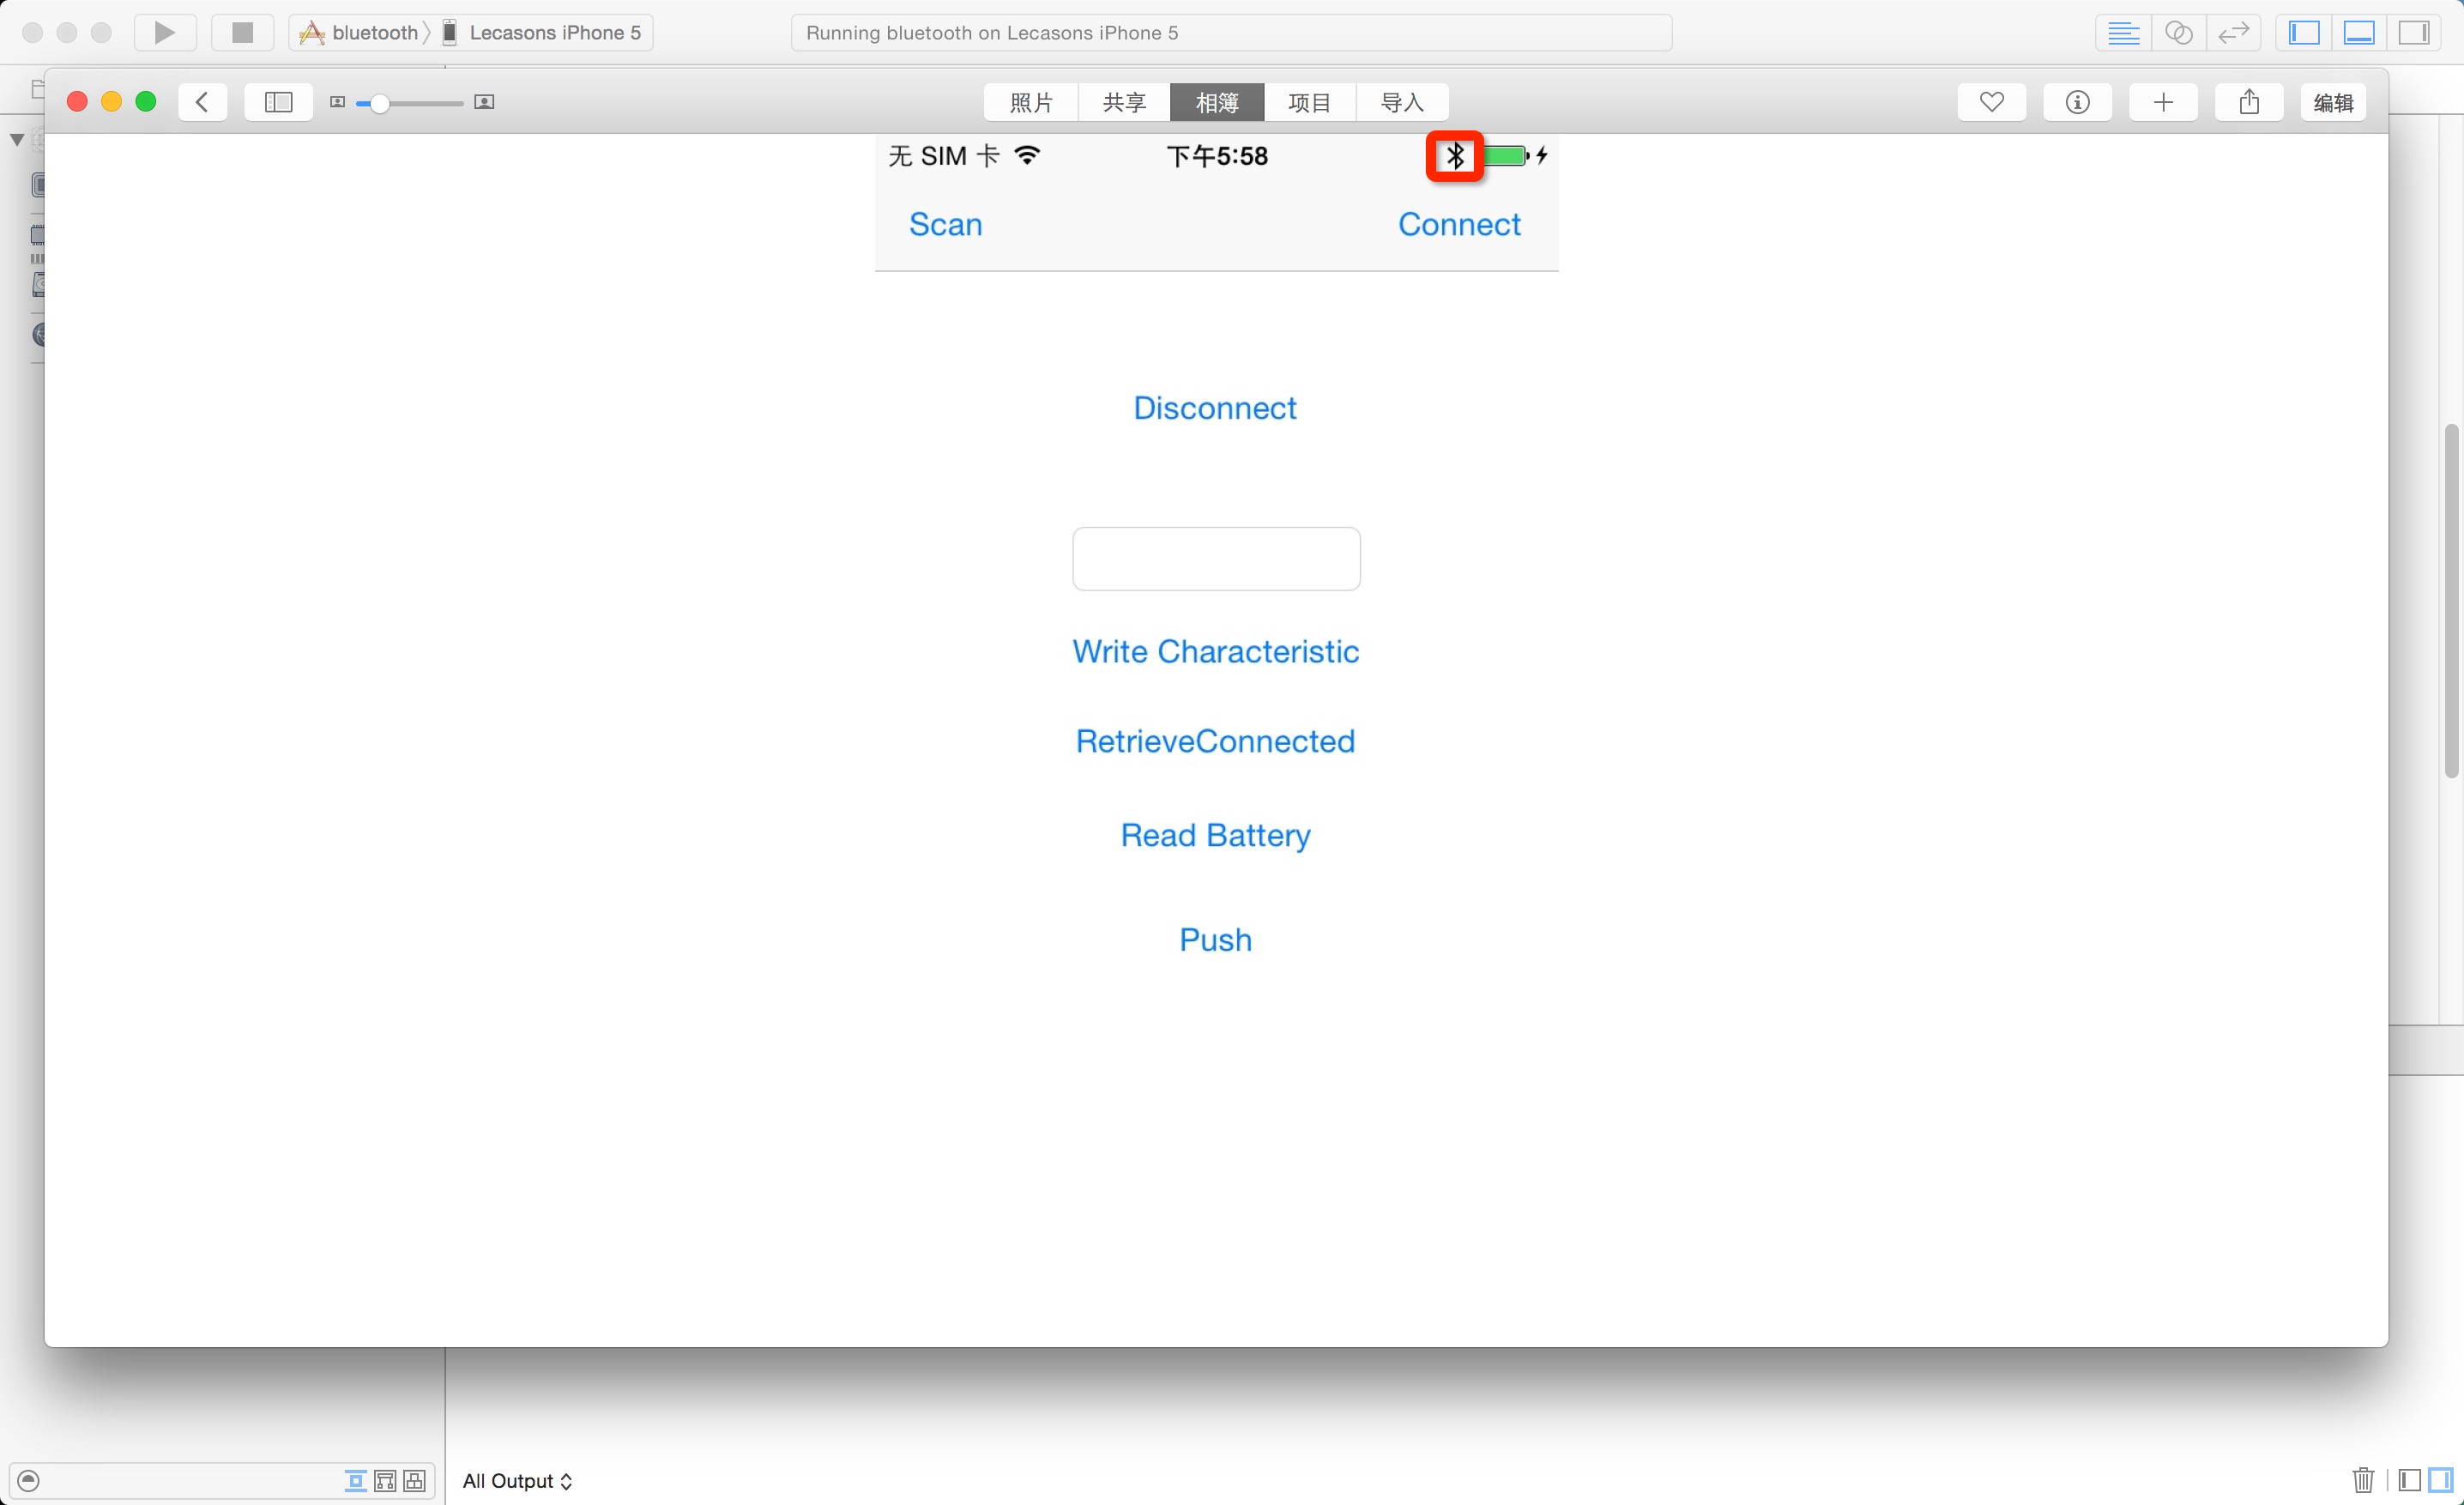 bluetooth Lecasons iPhone 5
Running bluetooth on Lecasons iPhone 5
照片 共享 相簿 项目 导入
编辑
无 SIM 卡 下午5:58
Scan Connect
Disconnect
Write Characteristic
RetrieveConnected
Read Battery
Push
All Output